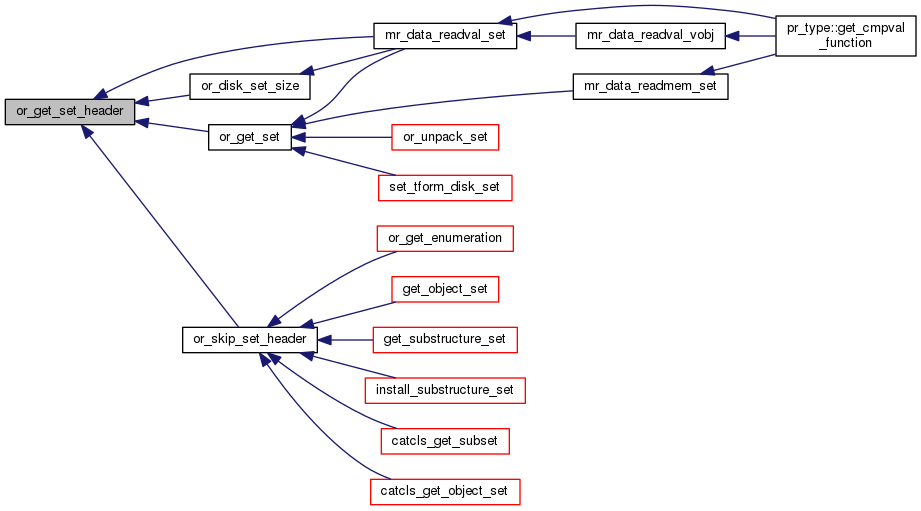 or_get_set_header
mr_data_readval_set
or_disk_set_size
or_get_set
mr_data_readval_vobj
pr_type::get_cmpval
_function
mr_data_readmem_set
or_unpack_set
set_tform_disk_set
or_skip_set_header
or_get_enumeration
get_object_set
get_substructure_set
install_substructure_set
catcls_get_subset
catcls_get_object_set